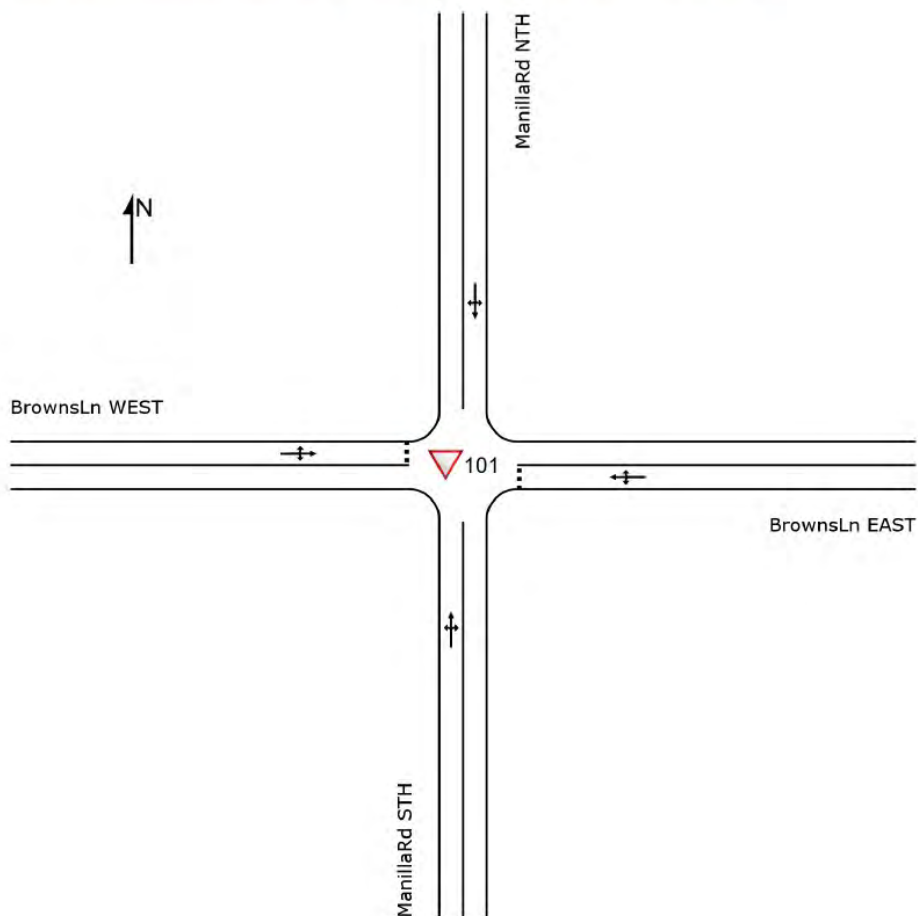 ManillaRd NTH
N
BrownsLn WEST
101
BrownsLn EAST
ManillaRd STH